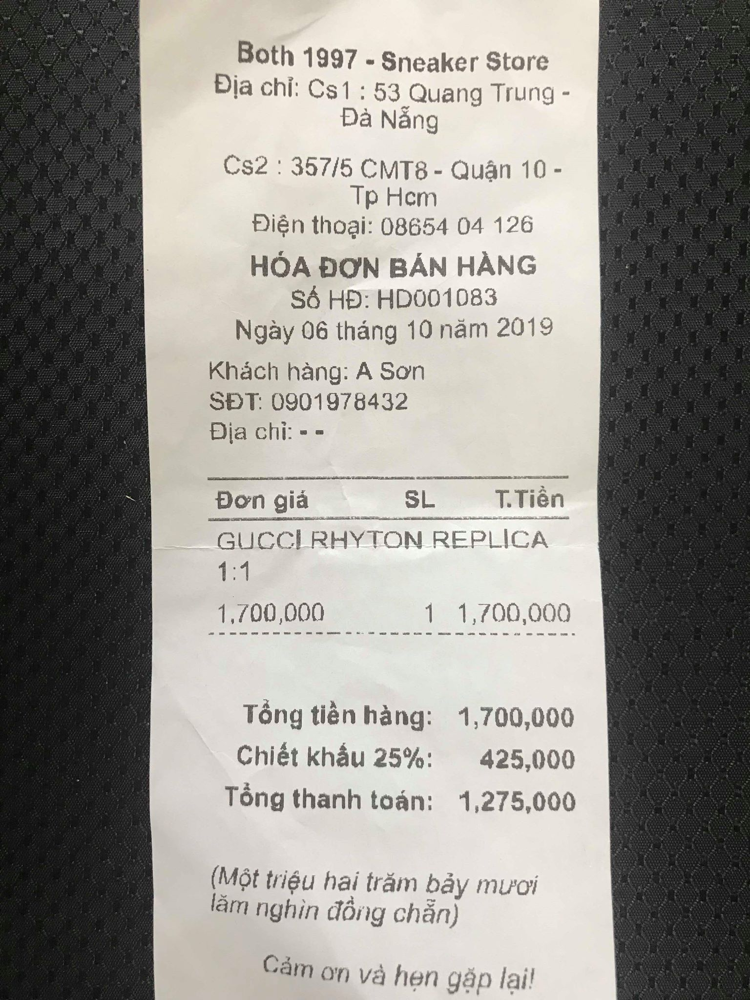 Both 1997 - Sneaker Store
Địa chỉ: Cs1 : 53 Quang Trung -
Đà Nẵng
Cs2 : 357/5 CMT8 - Quận 10 -
Tp Hcm
Điện thoại: 08654 04 126
HÓA ĐƠN BÁN HÀNG
Số HĐ: HD001083
Ngày 06 tháng 10 năm 2019
Khách hàng: A Sơn
SĐT: 0901978432
Địa chỉ: - -
Đơn giá SL T.Tiền
GUCCI RHYTON REPLICA
1:1
1,700,000 1 1,700,000
Tổng tiền hàng: 1,700,000
Chiết khấu 25%: 425,000
Tổng thanh toán: 1,275,000
(Một triệu hai trăm bảy mươi
lăm nghìn đồng chẵn)
Cảm ơn và hẹn gặp lại!